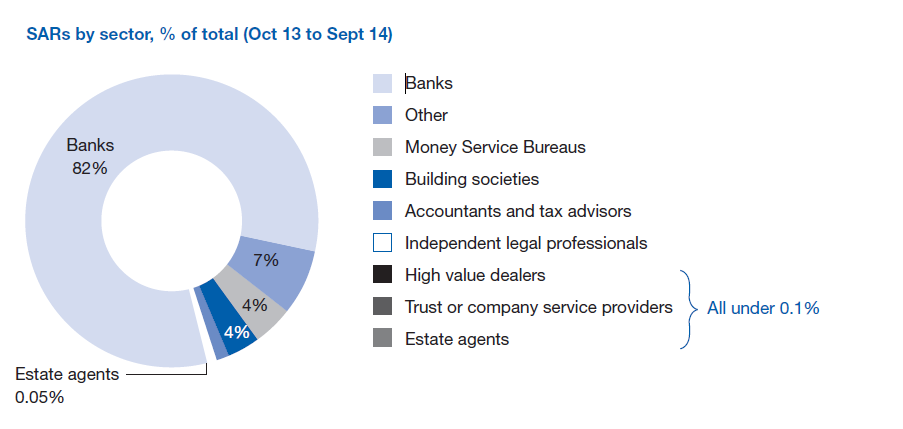 SARs by sector, % of total (Oct 13 to Sept 14)
Banks
82%
7%
4%
4%
Estate agents
0.05%
Banks
Other
Money Service Bureaus
Building societies
Accountants and tax advisors
Independent legal professionals
High value dealers
Trust or company service providers
Estate agents
All under 0.1%